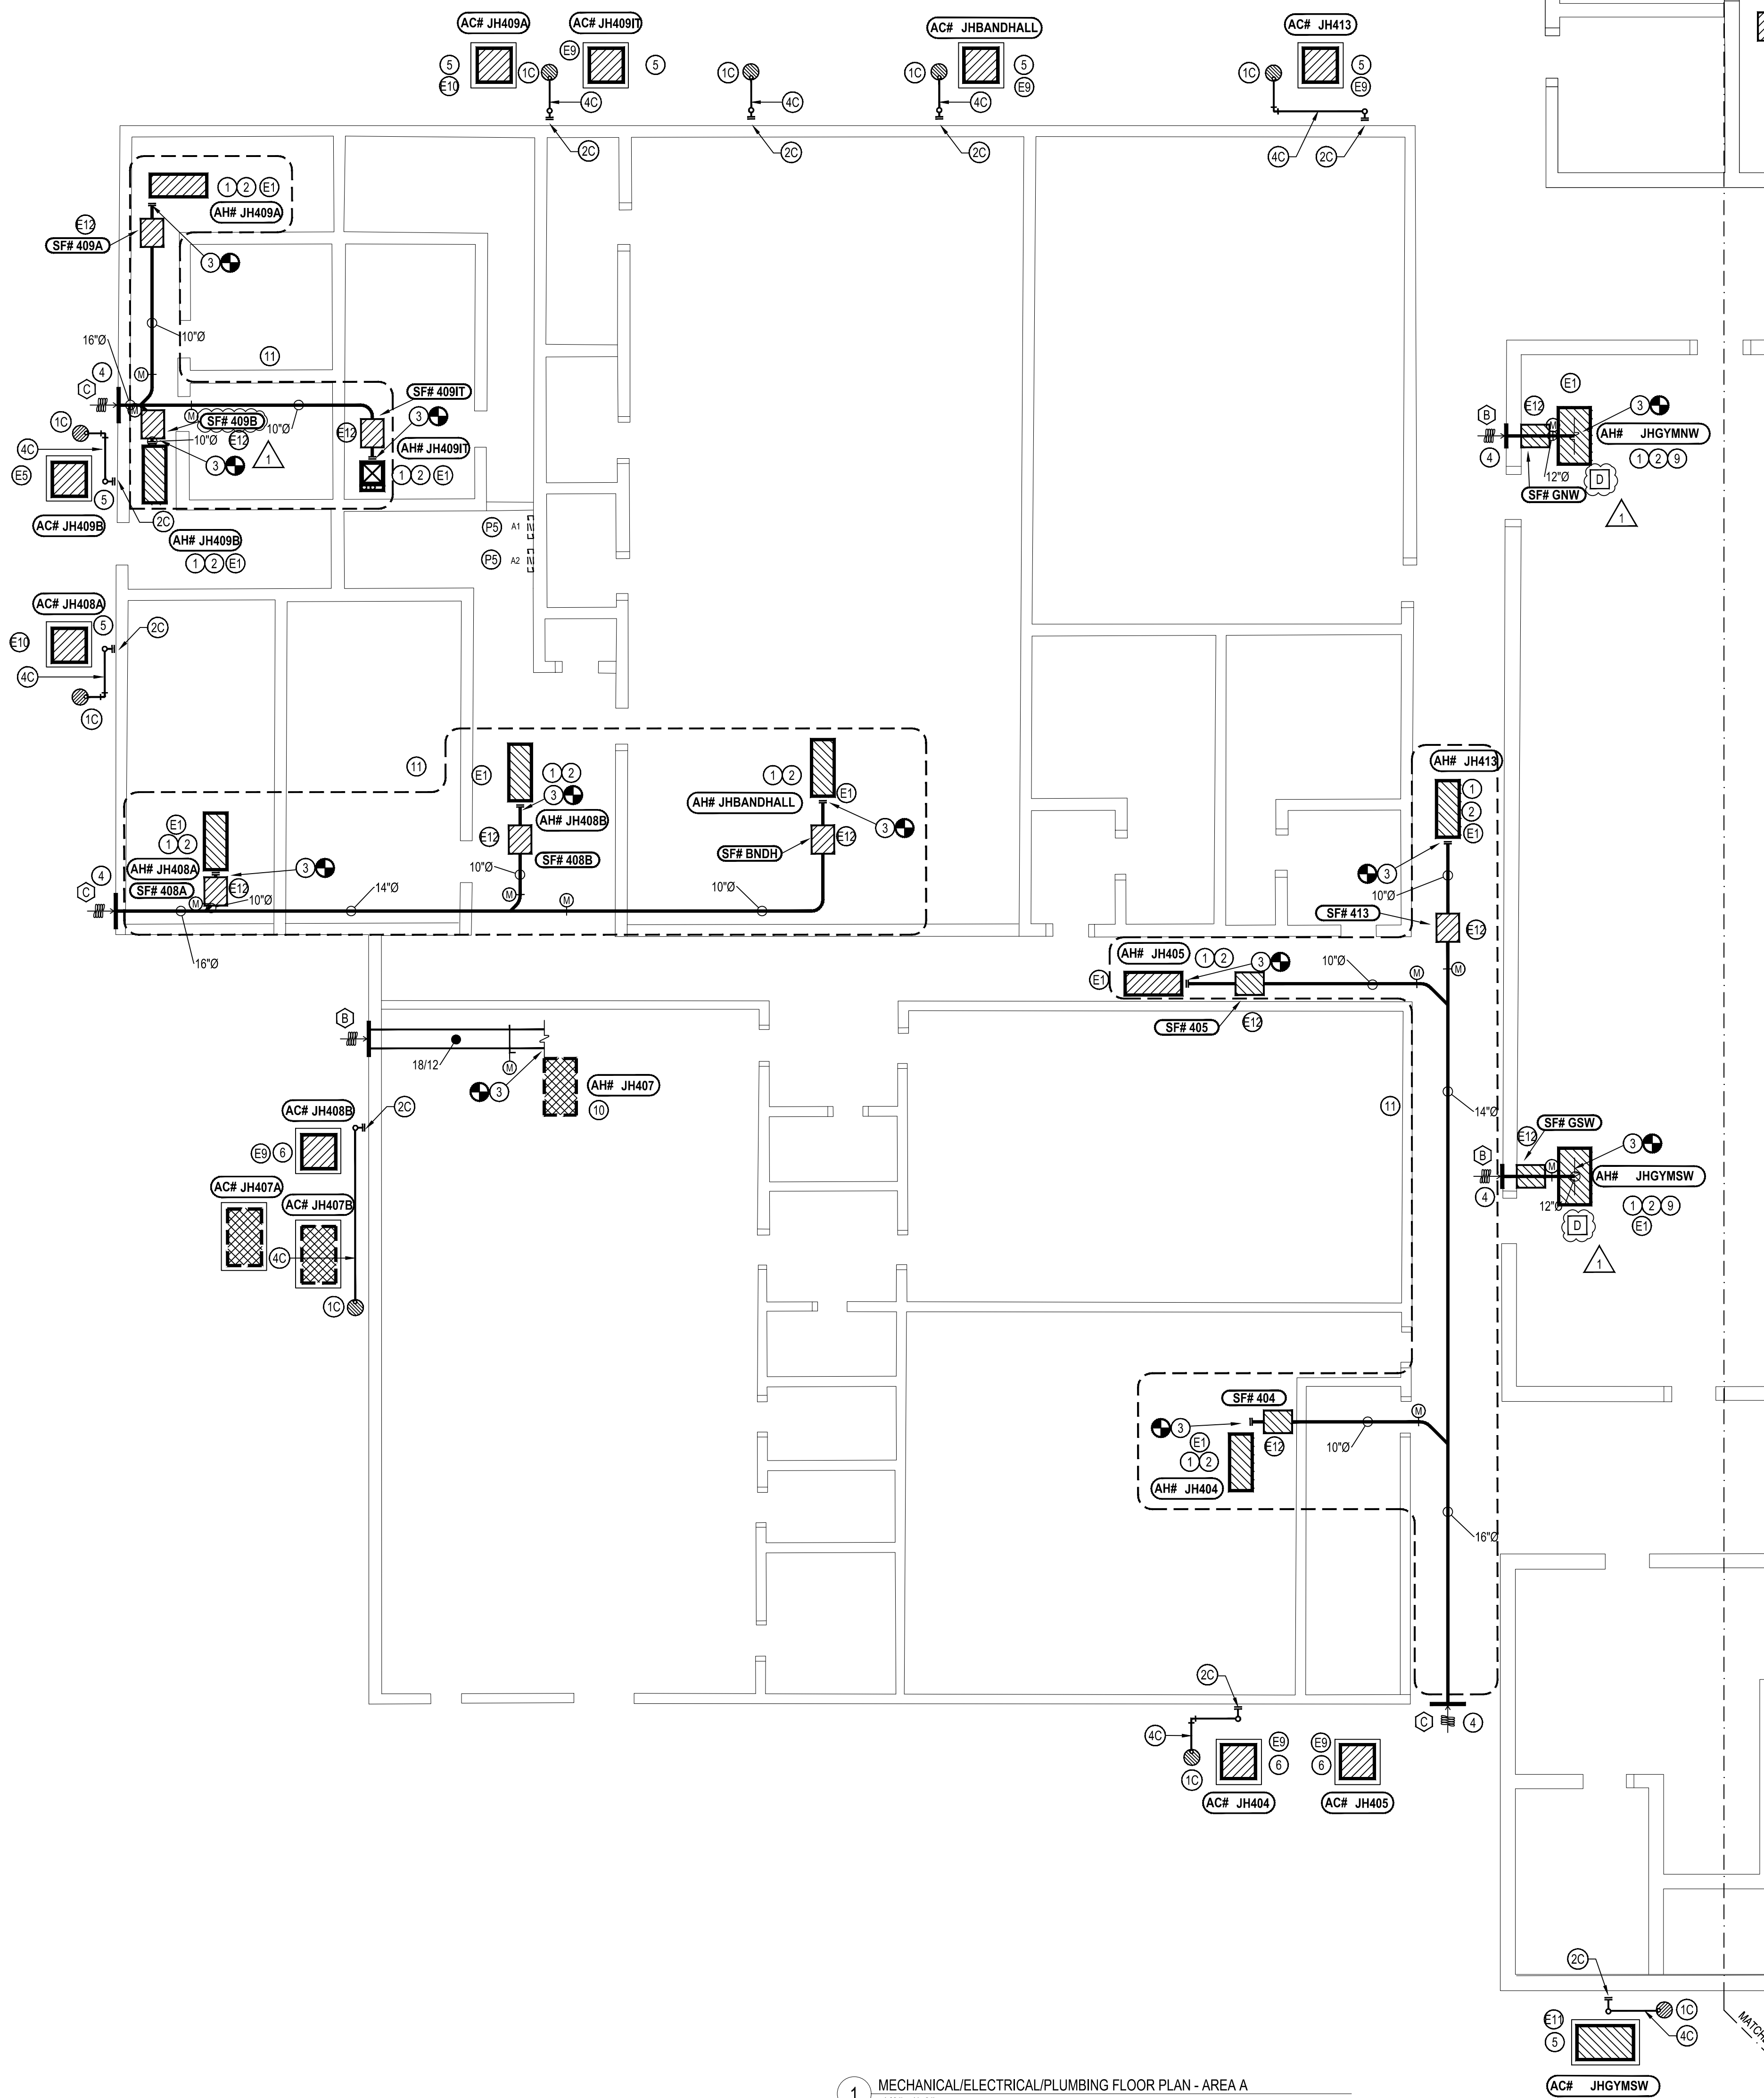 AC# JH409A
AC# JH409IT
AC# JHBANDHALL
AC# JH413
5
E10
1C
E9
5
4C
2C
1C
4C
2C
1C
4C
2C
5
E9
1C
4C
2C
5
E9
1
2
E1
AH# JH409A
E12
SF# 409A
3
10"Ø
16"Ø
M
11
4
C
M
M
SF# 409B
10"Ø
E12
3
1
10"Ø
SF# 409IT
3
E12
AH# JH409IT
1
2
E1
1C
4C
E5
5
2C
AC# JH409B
AH# JH409B
1
2
E1
P5
A1
P5
A2
AC# JH408A
5
2C
E10
4C
1C
E1
E12
3
B
M
AH# JHGYMNW
4
12"Ø
1
2
9
SF# GNW
D
1
11
E1
1
2
3
AH# JH408B
E12
SF# 408B
10"Ø
M
M
1
2
E1
AH# JHBANDHALL
E12
3
SF# BNDH
10"Ø
E1
1
2
AH# JH408A
SF# 408A
3
E12
M
10"Ø
14"Ø
4
C
16"Ø
AH# JH413
1
2
E1
3
10"Ø
SF# 413
E12
M
AH# JH405
1
2
3
E1
10"Ø
M
SF# 405
E12
B
18/12
M
3
AH# JH407
10
11
14"Ø
AC# JH408B
2C
E9
6
AC# JH407A
AC# JH407B
4C
1C
SF# GSW
E12
3
B
M
AH# JHGYMSW
4
12"Ø
1
2
9
E1
D
1
SF# 404
3
E1
1
2
E12
10"Ø
M
AH# JH404
16"Ø
2C
4C
1C
E9
6
AC# JH404
E9
6
AC# JH405
C
4
2C
1C
4C
E11
5
AC# JHGYMSW
1
MECHANICAL/ELECTRICAL/PLUMBING FLOOR PLAN - AREA A